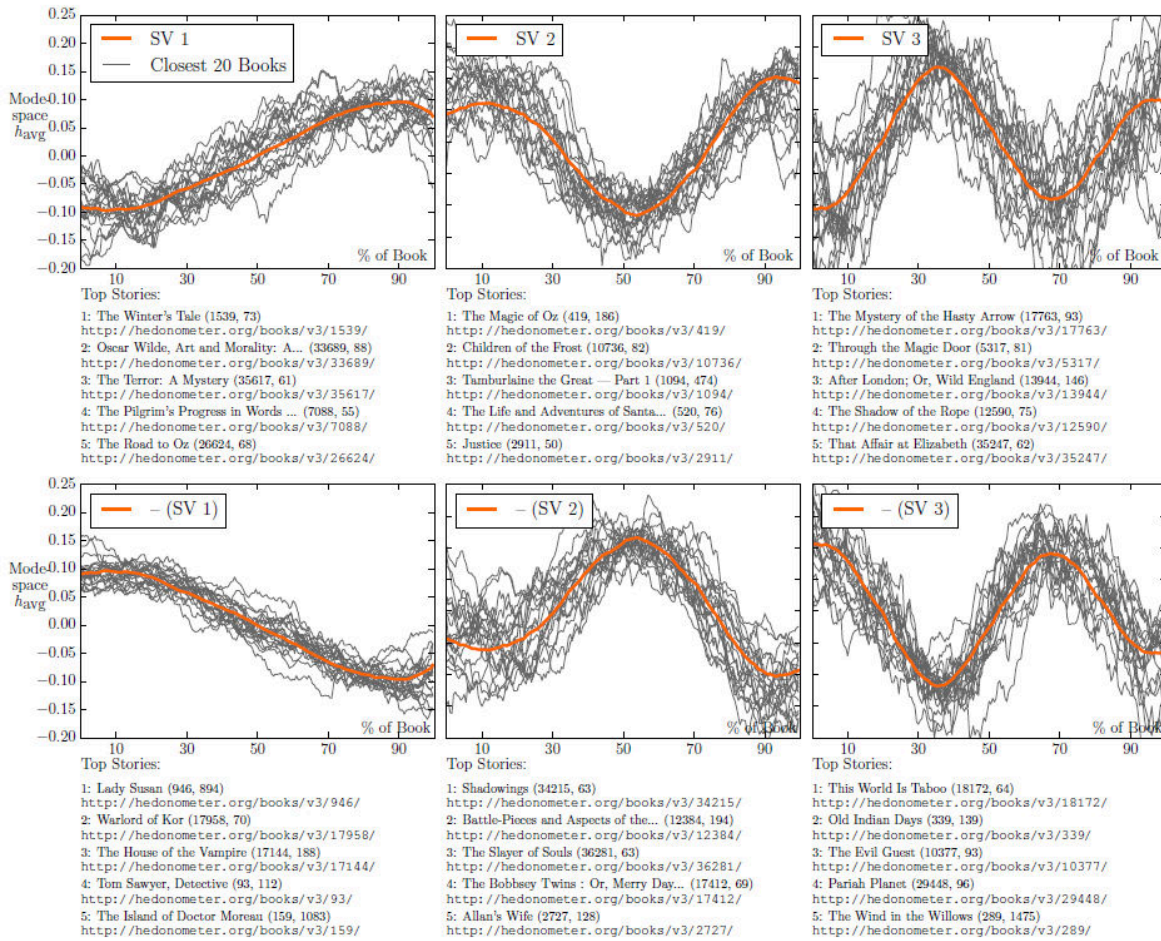 SV 1
Closest 20 Books
SV 2
SV 3
0.25
0.20
0.15
0.10
0.05
0.00
−0.05
−0.10
−0.15
−0.20
Mode
space
havg
% of Book
% of Book
% of Book
10 30 50 70 90
10 30 50 70 90
10 30 50 70 90
Top Stories:
1: The Winter's Tale (1539, 73)
http://hedonometer.org/books/v3/1539/
2: Oscar Wilde, Art and Morality: A... (33689, 88)
http://hedonometer.org/books/v3/33689/
3: The Terror: A Mystery (35617, 61)
http://hedonometer.org/books/v3/35617/
4: The Pilgrim's Progress in Words ... (7088, 55)
http://hedonometer.org/books/v3/7088/
5: The Road to Oz (26624, 68)
http://hedonometer.org/books/v3/26624/
Top Stories:
1: The Magic of Oz (419, 186)
http://hedonometer.org/books/v3/419/
2: Children of the Frost (10736, 82)
http://hedonometer.org/books/v3/10736/
3: Tamburlaine the Great — Part 1 (1094, 474)
http://hedonometer.org/books/v3/1094/
4: The Life and Adventures of Santa... (520, 76)
http://hedonometer.org/books/v3/520/
5: Justice (2911, 50)
http://hedonometer.org/books/v3/2911/
Top Stories:
1: The Mystery of the Hasty Arrow (17763, 93)
http://hedonometer.org/books/v3/17763/
2: Through the Magic Door (5317, 81)
http://hedonometer.org/books/v3/5317/
3: After London; Or, Wild England (13944, 146)
http://hedonometer.org/books/v3/13944/
4: The Shadow of the Rope (12590, 75)
http://hedonometer.org/books/v3/12590/
5: That Affair at Elizabeth (35247, 62)
http://hedonometer.org/books/v3/35247/
– (SV 1)
– (SV 2)
– (SV 3)
0.25
0.20
0.15
0.10
0.05
0.00
−0.05
−0.10
−0.15
−0.20
Mode
space
havg
% of Book
% of Book
% of Book
10 30 50 70 90
10 30 50 70 90
10 30 50 70 90
Top Stories:
1: Lady Susan (946, 894)
http://hedonometer.org/books/v3/946/
2: Warlord of Kor (17958, 70)
http://hedonometer.org/books/v3/17958/
3: The House of the Vampire (17144, 188)
http://hedonometer.org/books/v3/17144/
4: Tom Sawyer, Detective (93, 112)
http://hedonometer.org/books/v3/93/
5: The Island of Doctor Moreau (159, 1083)
http://hedonometer.org/books/v3/159/
Top Stories:
1: Shadowings (34215, 63)
http://hedonometer.org/books/v3/34215/
2: Battle-Pieces and Aspects of the... (12384, 194)
http://hedonometer.org/books/v3/12384/
3: The Slayer of Souls (36281, 63)
http://hedonometer.org/books/v3/36281/
4: The Bobbsey Twins : Or, Merry Day... (17412, 69)
http://hedonometer.org/books/v3/17412/
5: Allan's Wife (2727, 128)
http://hedonometer.org/books/v3/2727/
Top Stories:
1: This World Is Taboo (18172, 64)
http://hedonometer.org/books/v3/18172/
2: Old Indian Days (339, 139)
http://hedonometer.org/books/v3/339/
3: The Evil Guest (10377, 93)
http://hedonometer.org/books/v3/10377/
4: Pariah Planet (29448, 96)
http://hedonometer.org/books/v3/29448/
5: The Wind in the Willows (289, 1475)
http://hedonometer.org/books/v3/289/